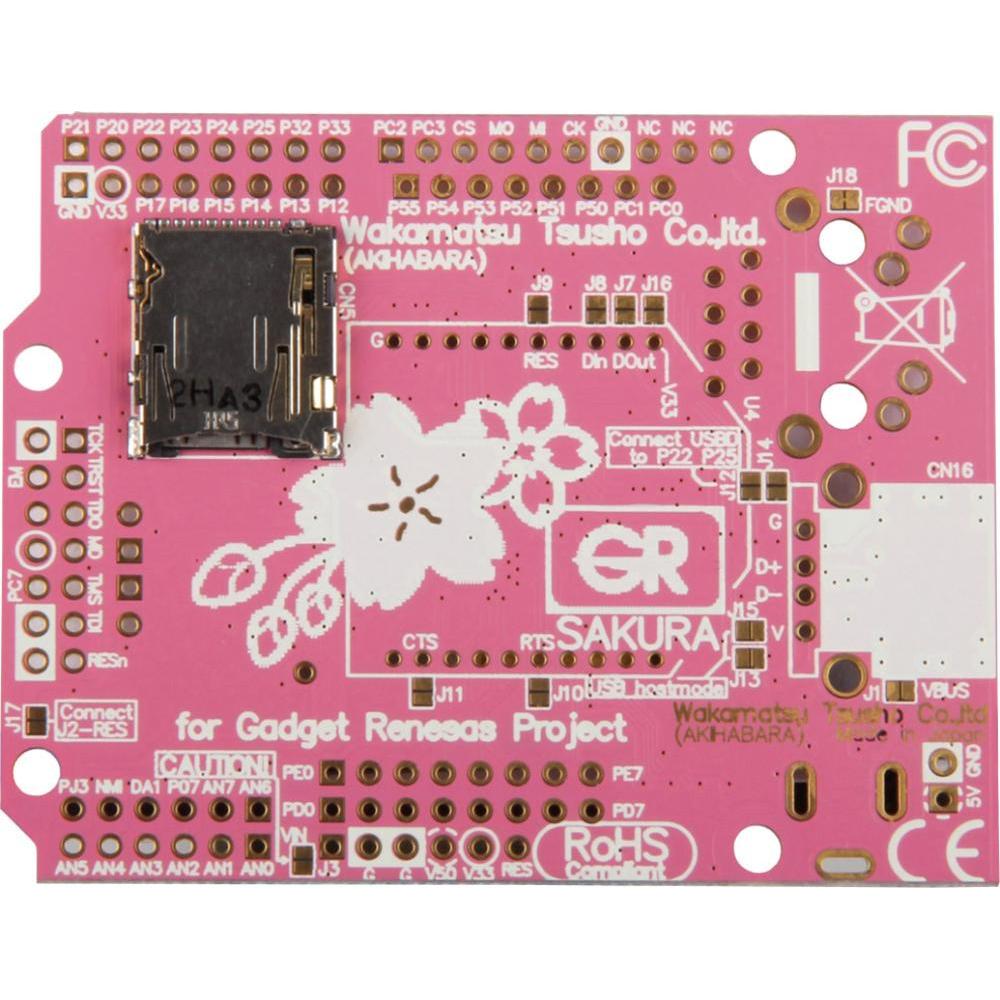 P21 P20 P22 P23 P24 P25 P32 P33
PC2 PC3 CS MO MI CK GND NC NC NC
FC
J18
FGND
GND V33 P17 P16 P15 P14 P13 P12
P55 P54 P53 P52 P51 P50 PC1 PC0
Wakamatsu Tsusho Co.,ltd.
(AKIHABARA)
CN5
J9 J8 J7 J16
G
RES DIn DOut
V33
2HA3
U4
Connect USBD
to P22 P25
J12 J14
TCK TRST TDO MD TMS TDI
EM
PC7
RESn
CN16
G
D+
D-
V
GR
SAKURA
J15
J13
CTS RTS
J11 J10
USB hostmode
J1 VBUS
J17
Connect
J2-RES
for Gadget Renesas Project
Wakamatsu Tsusho Co.,ltd
(AKIHABARA) Made in Japan
CAUTION!
PE0 PE7
GND
5V
PJ3 NMI DA1 P07 AN7 AN6
PD0 PD7
VIN
AN5 AN4 AN3 AN2 AN1 AN0
J3 G G V50 V33 RES
RoHS
Compliant
CE